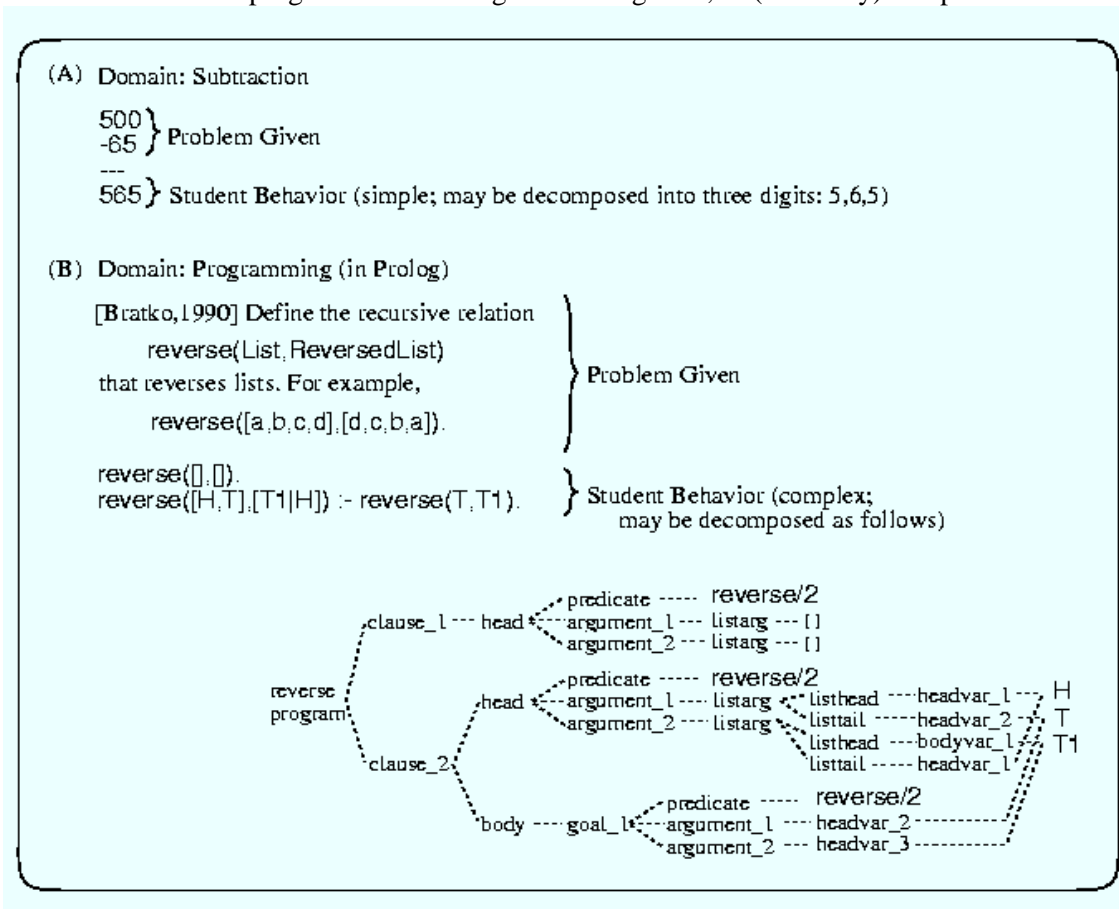 (A) Domain: Subtraction
500
-65 } Problem Given
---
565 } Student Behavior (simple; may be decomposed into three digits: 5,6,5)
(B) Domain: Programming (in Prolog)
[Bratko,1990] Define the recursive relation
reverse(List,ReversedList)
that reverses lists. For example,
Problem Given
reverse([a,b,c,d],[d,c,b,a]).
reverse([],[]).
reverse([H,T],[T1|H]) :- reverse(T,T1).
Student Behavior (complex;
may be decomposed as follows)
predicate ----- reverse/2
clause_1 --- head argument_1 --- listarg --- []
argument_2 --- listarg --- []
predicate ----- reverse/2
reverse
program
head argument_1 --- listarg listhead ---- headvar_1 H
argument_2 --- listarg listtail ----- headvar_2 T
listhead ---- bodyvar_1 T1
clause_2 listtail ----- headvar_1
predicate ----- reverse/2
body ---- goal_1 argument_1 --- headvar_2
argument_2 --- headvar_3